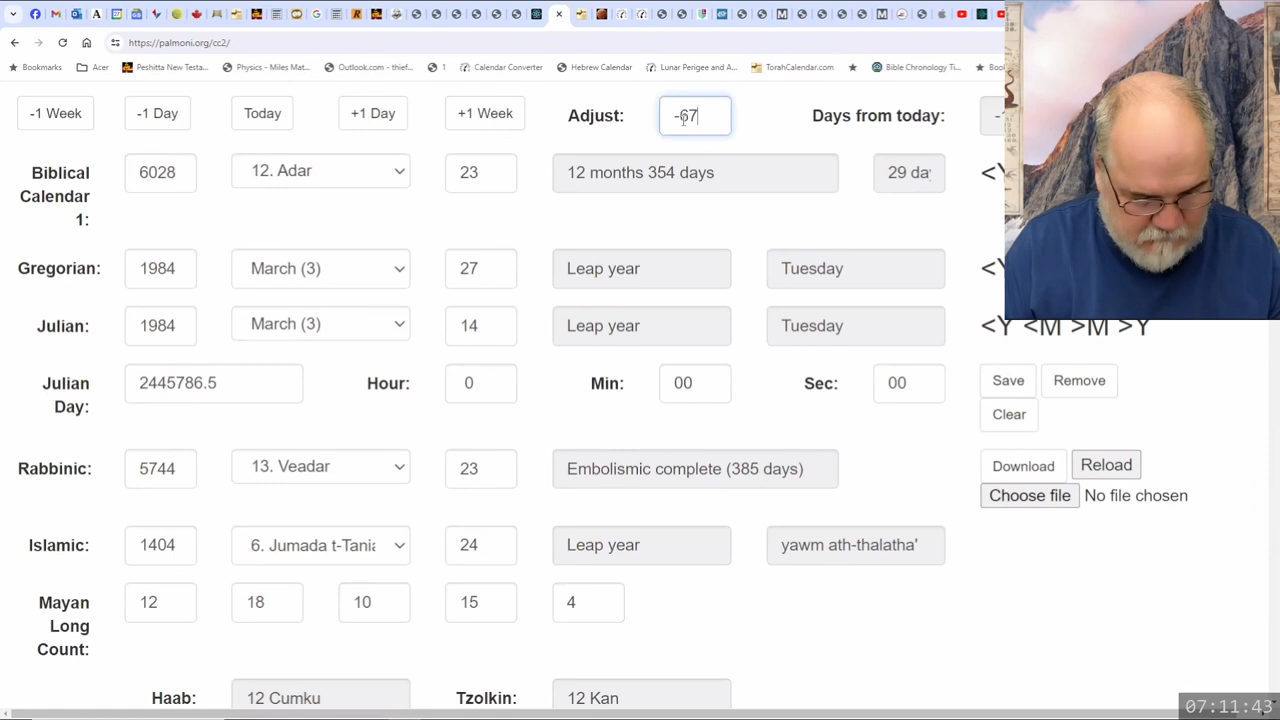 https://palmoni.org/cc2/
Bookmarks Acer Peshitta New Testa... Physics - Miles Ma... Outlook.com - thief... 1 Calendar Converter Hebrew Calendar Lunar Perigee and A... TorahCalendar.com Bible Chronology Ti...
-1 Week -1 Day Today +1 Day +1 Week Adjust: -67 Days from today:
Biblical Calendar 1: 6028 12. Adar 23 12 months 354 days 29 da
Gregorian: 1984 March (3) 27 Leap year Tuesday
Julian: 1984 March (3) 14 Leap year Tuesday <Y <M >M >Y
Julian Day: 2445786.5 Hour: 0 Min: 00 Sec: 00 Save Remove
Clear
Rabbinic: 5744 13. Veadar 23 Embolismic complete (385 days) Download Reload
Choose file No file chosen
Islamic: 1404 6. Jumada t-Tani 24 Leap year yawm ath-thalatha'
Mayan Long Count: 12 18 10 15 4
Haab: 12 Cumku Tzolkin: 12 Kan
07:11:43